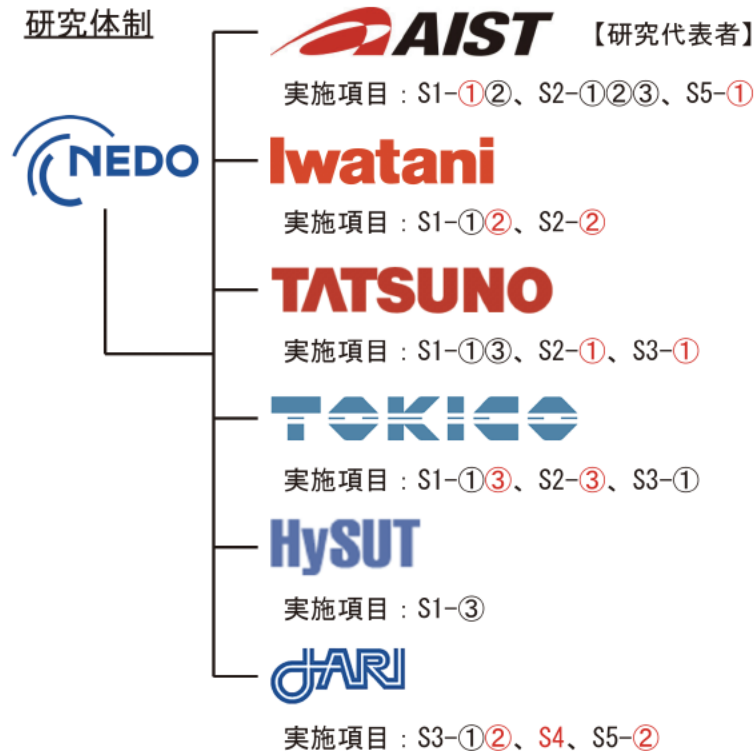 研究体制
AIST 【研究代表者】
実施項目：S1-①②、S2-①②③、S5-①
NEDO
Iwatani
実施項目：S1-①②、S2-②
TATSUNO
実施項目：S1-①③、S2-①、S3-①
TOKICO
実施項目：S1-①③、S2-③、S3-①
HySUT
実施項目：S1-③
JARI
実施項目：S3-①②、S4、S5-②